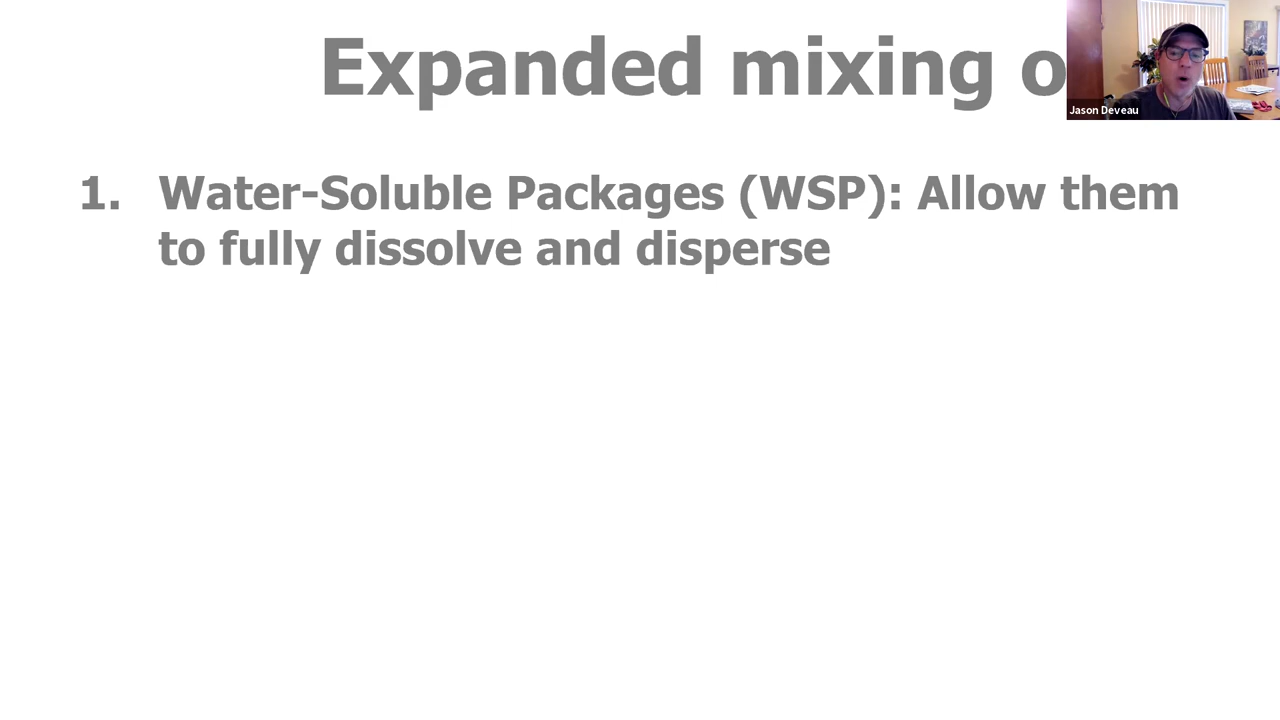 Expanded mixing o
Jason Deveau
1. Water-Soluble Packages (WSP): Allow them
to fully dissolve and disperse